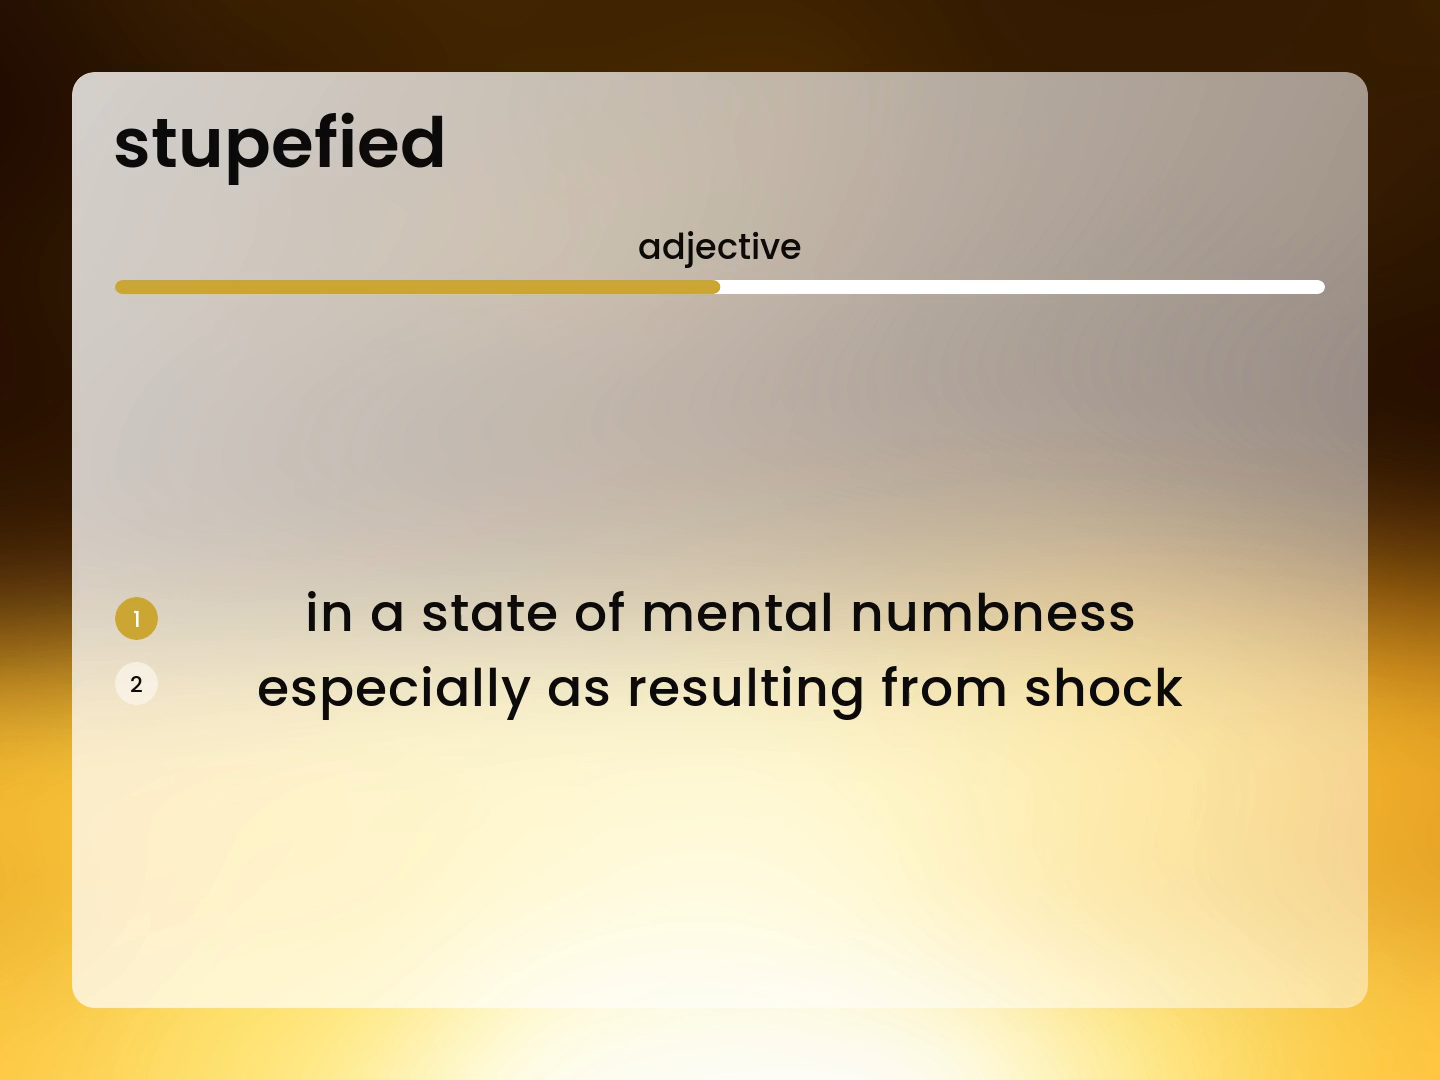 stupefied
adjective
1
in a state of mental numbness
2
especially as resulting from shock